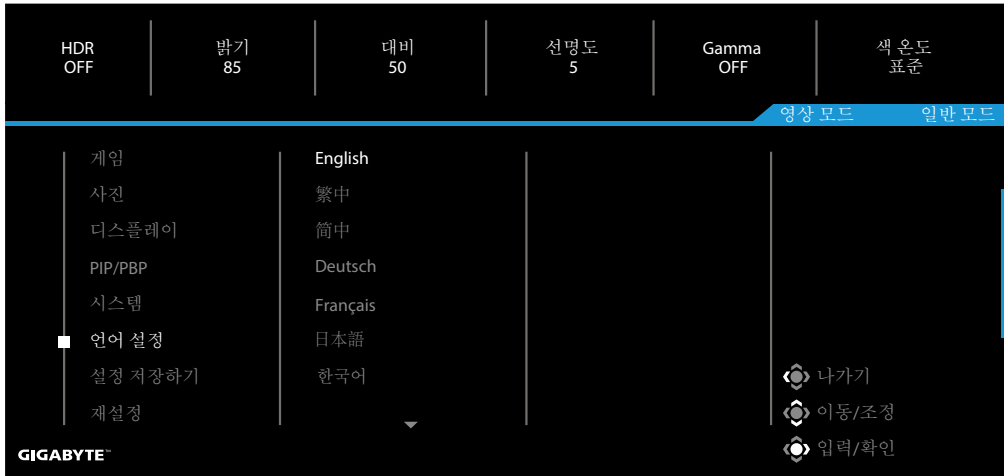 HDR
OFF
밝기
85
대비
50
선명도
5
Gamma
OFF
색 온도
표준
영상 모드 일반 모드
게임
사진
디스플레이
PIP/PBP
시스템
언어 설정
설정 저장하기
재설정
English
繁中
简中
Deutsch
Français
日本語
한국어
나가기
이동/조정
입력/확인
GIGABYTE™